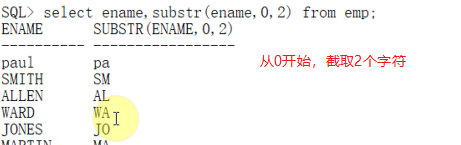 SQL> select ename,substr(ename,0,2) from emp;
ENAME SUBSTR(ENAME,0,2)
---------- -----------------
paul pa
从0开始，截取2个字符
SMITH SM
ALLEN AL
WARD WA
JONES JO